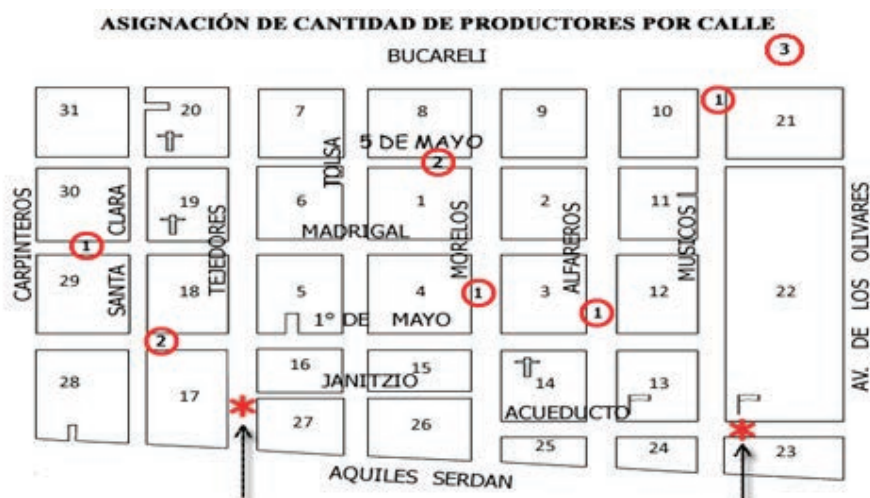 ASIGNACIÓN DE CANTIDAD DE PRODUCTORES POR CALLE
BUCARELI
3
31
20
7
8
9
10
1
21
5 DE MAYO
TOLSA
2
30
19
6
1
2
11
CARPINTEROS
SANTA CLARA
TEJEDORES
MADRIGAL
MORELOS
ALFAREROS
MUSICOS
AV. DE LOS OLIVARES
1
29
18
5
4
1
3
1
12
22
1º DE MAYO
2
28
17
16
15
14
13
JANITZIO
ACUEDUCTO
27
26
25
24
23
AQUILES SERDAN